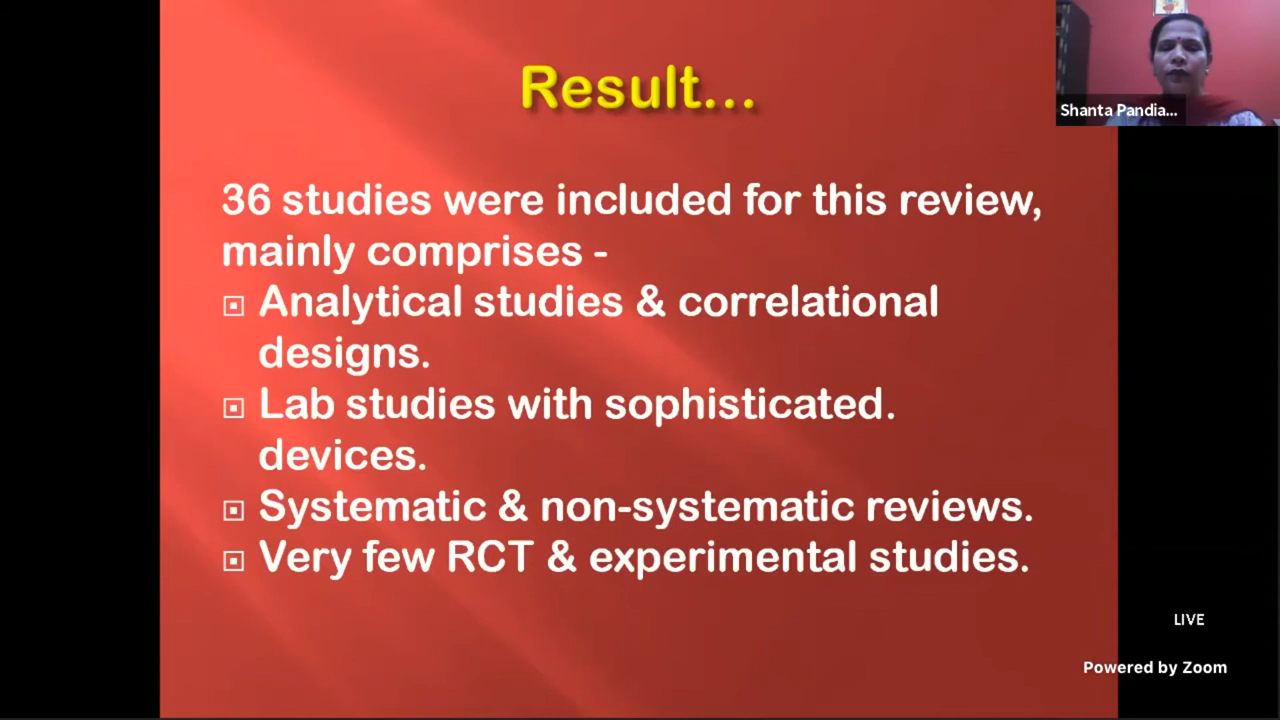 Result...
Shanta Pandia...
36 studies were included for this review,
mainly comprises -
Analytical studies & correlational
designs.
Lab studies with sophisticated.
devices.
Systematic & non-systematic reviews.
Very few RCT & experimental studies.
LIVE
Powered by Zoom